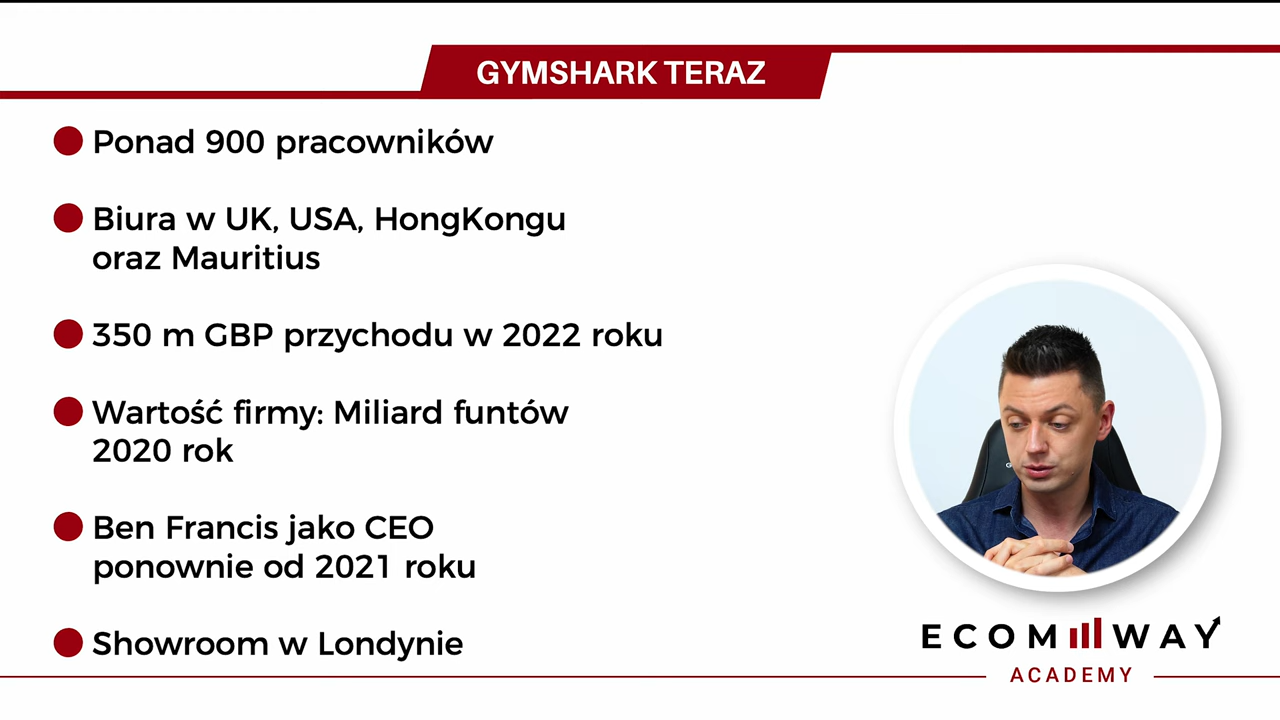 GYMSHARK TERAZ
Ponad 900 pracowników
Biura w UK, USA, HongKongu
oraz Mauritius
350 m GBP przychodu w 2022 roku
Wartość firmy: Miliard funtów
2020 rok
Ben Francis jako CEO
ponownie od 2021 roku
Showroom w Londynie
ECOM WAY
ACADEMY